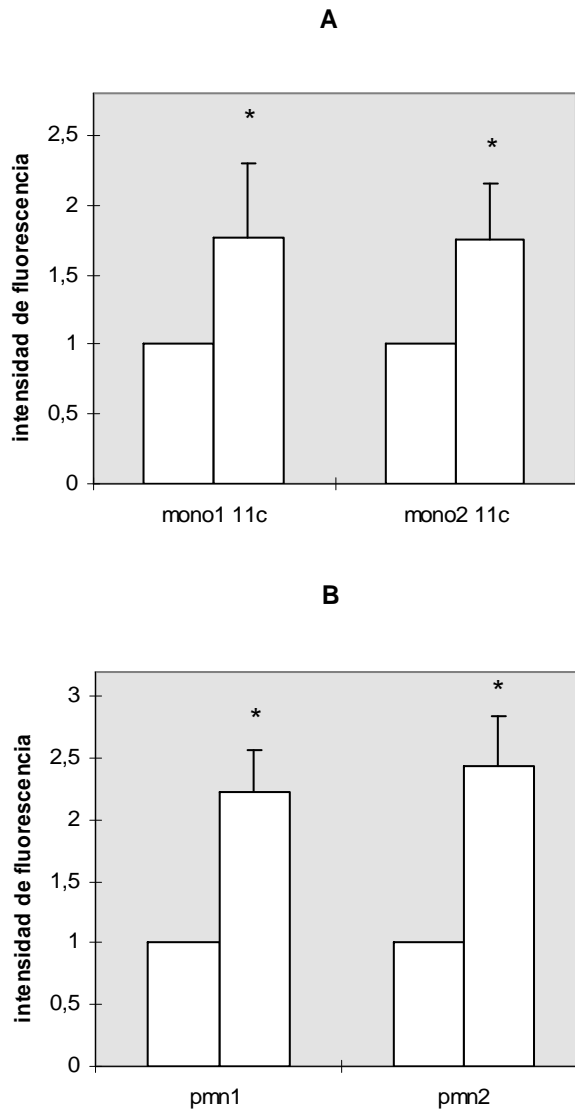 A
intensidad de fluorescencia
2,5
2
1,5
1
0,5
0
*
*
mono1 11c
mono2 11c
B
intensidad de fluorescencia
3
2,5
2
1,5
1
0,5
0
*
*
pmn1
pmn2